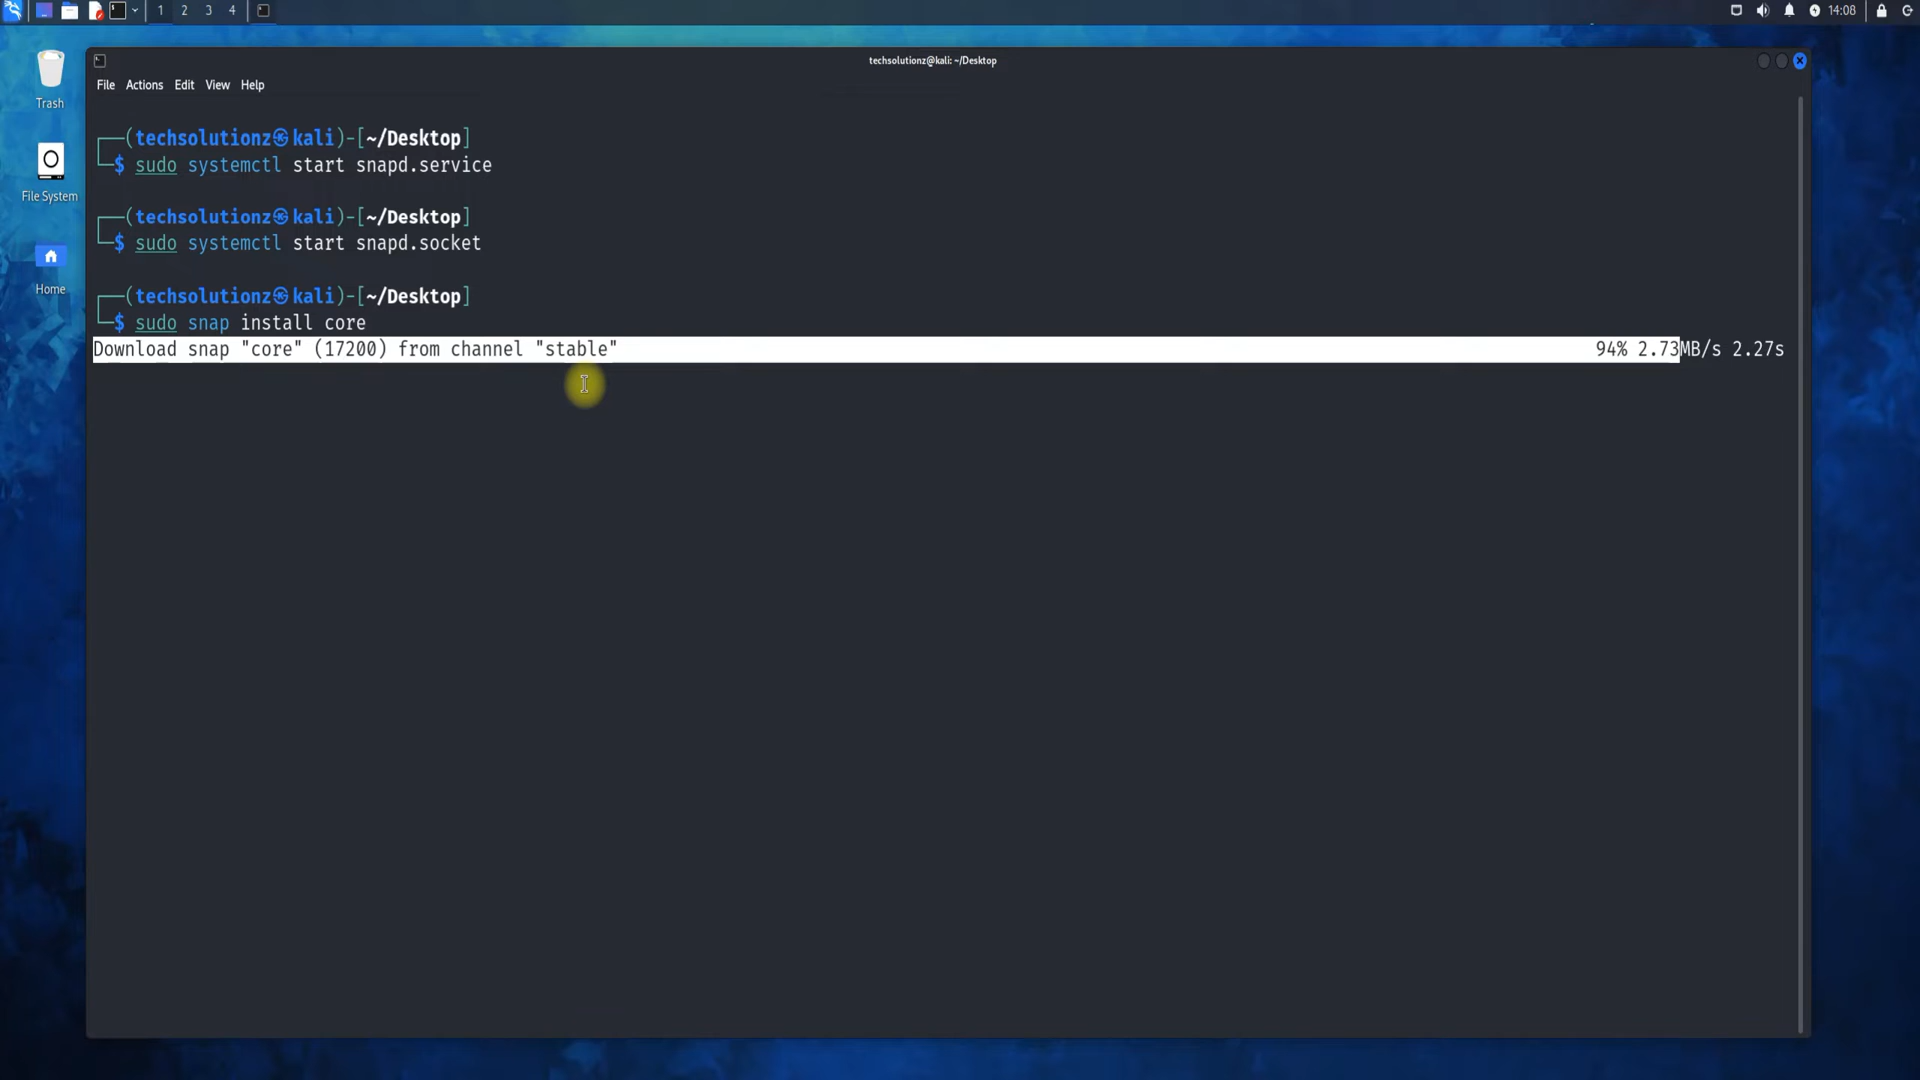 1 2 3 4
14:08
techsolutionz@kali: ~/Desktop
File Actions Edit View Help
Trash
File System
Home
┌──(techsolutionz㉿kali)-[~/Desktop]
└─$ sudo systemctl start snapd.service
┌──(techsolutionz㉿kali)-[~/Desktop]
└─$ sudo systemctl start snapd.socket
┌──(techsolutionz㉿kali)-[~/Desktop]
└─$ sudo snap install core
Download snap "core" (17200) from channel "stable" 94% 2.73MB/s 2.27s